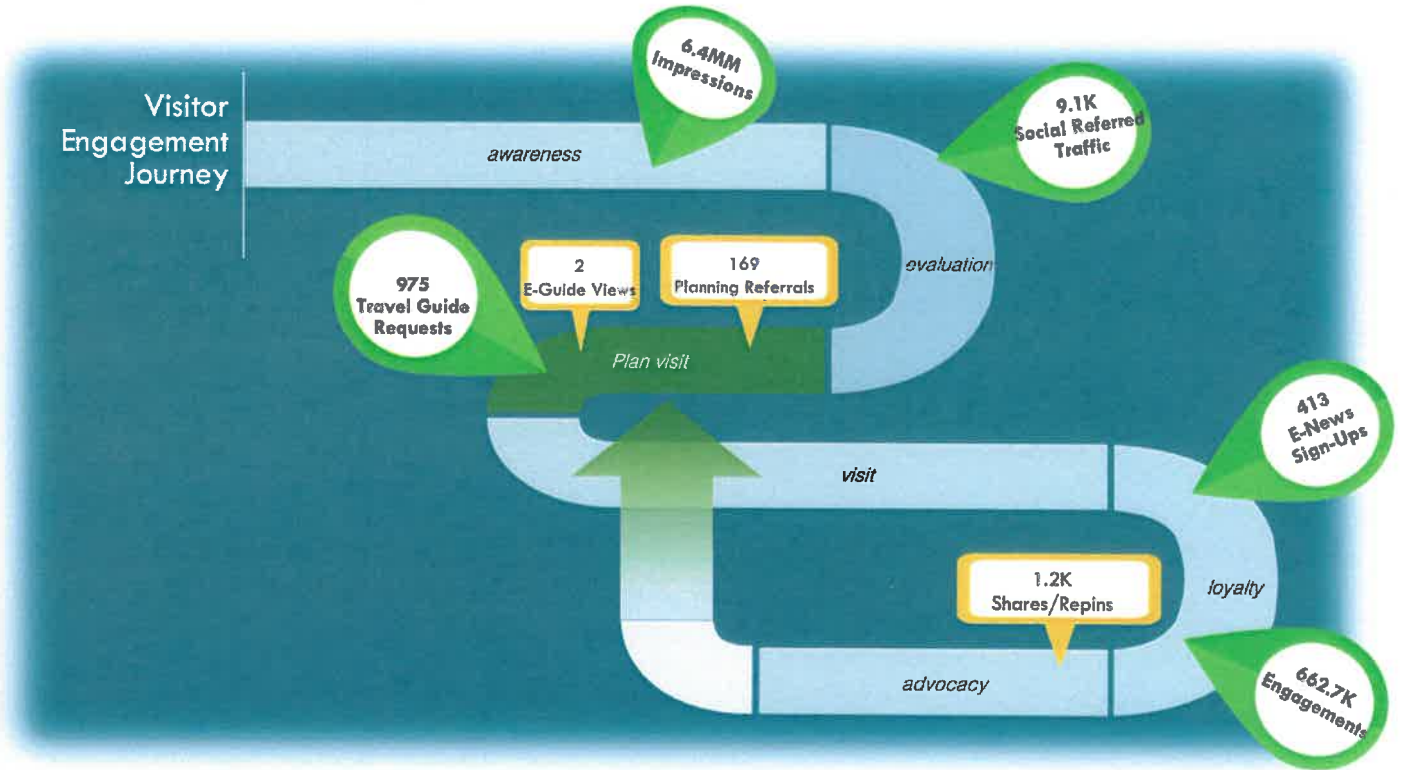 Visitor
Engagement
Journey
6.4MM
Impressions
awareness
9.1K
Social Referred
Traffic
evaluation
975
Travel Guide
Requests
2
E-Guide Views
169
Planning Referrals
Plan visit
visit
413
E-News
Sign-Ups
loyalty
1.2K
Shares/Repins
advocacy
662.7K
Engagements